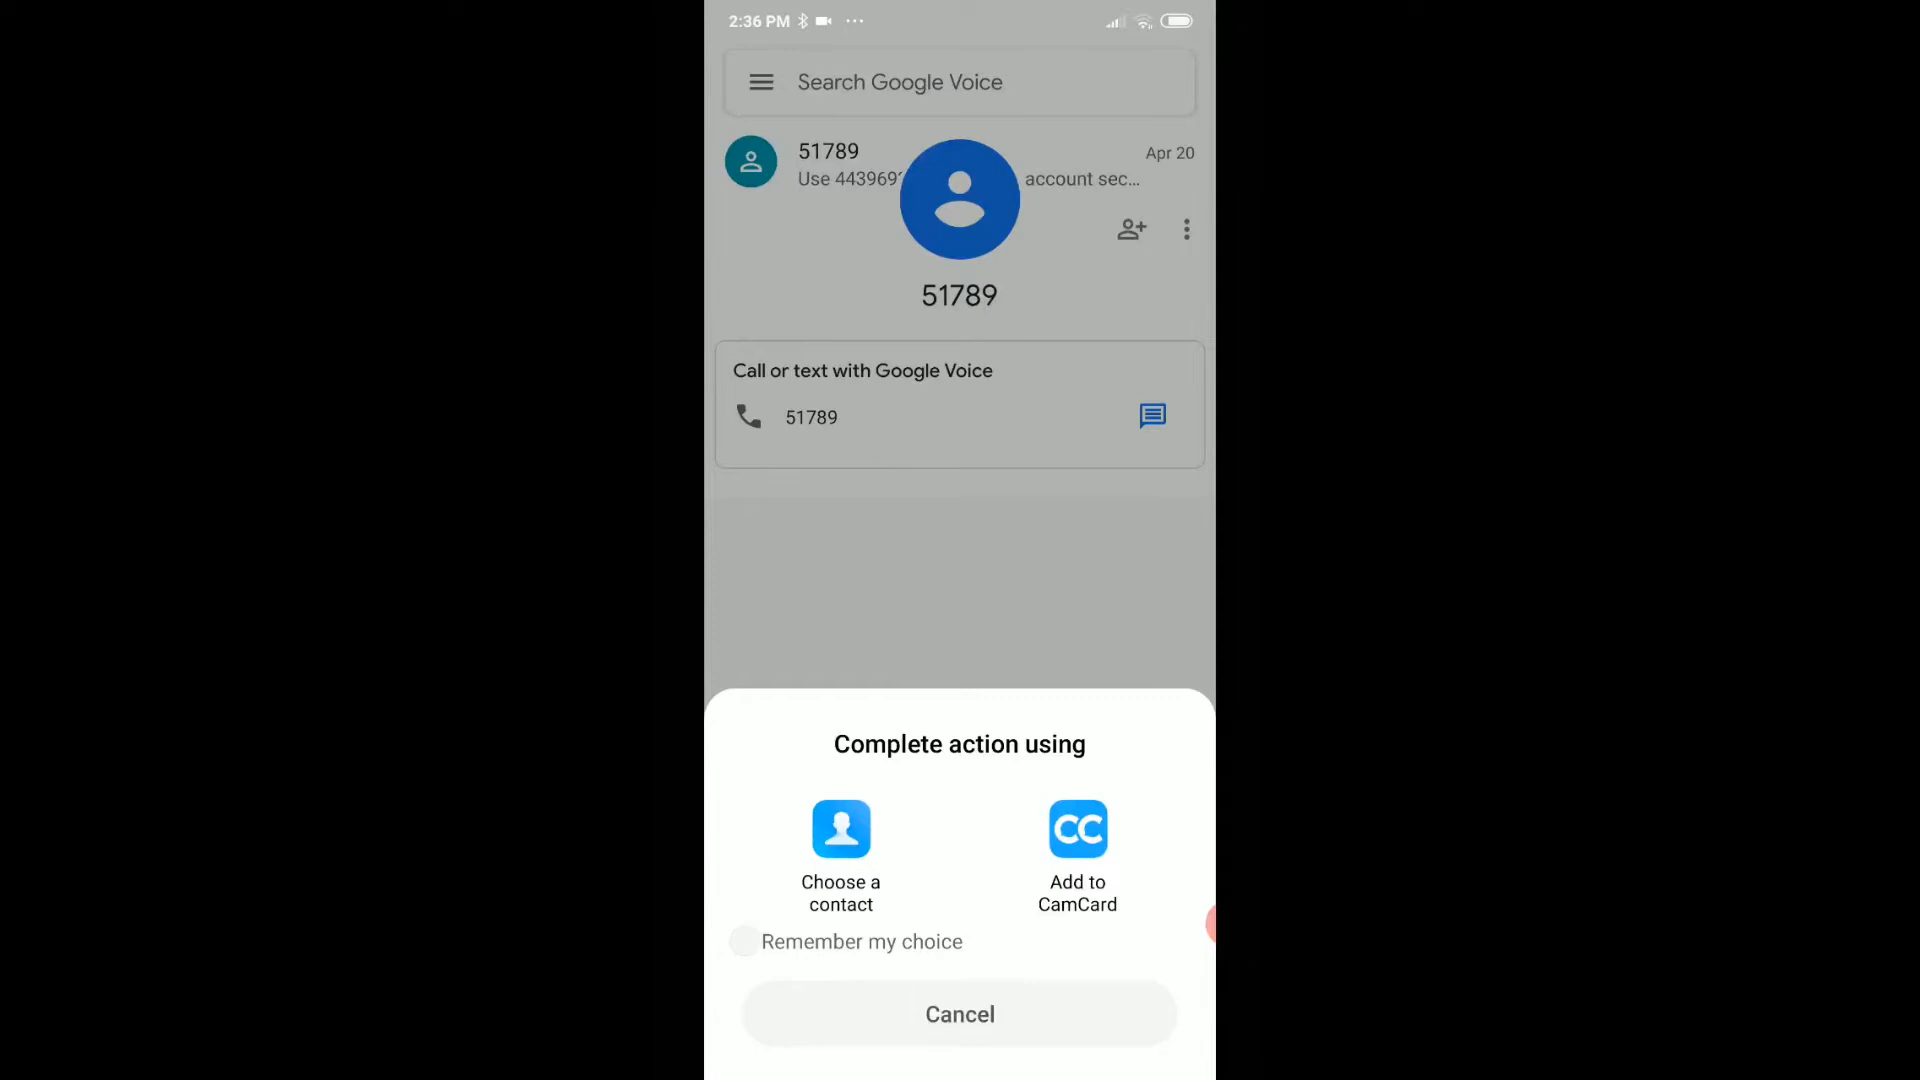 2:36 PM
Search Google Voice
51789
Apr 20
Use 443969 account sec...
51789
Call or text with Google Voice
51789
Complete action using
CC
Choose a
contact
Add to
CamCard
Remember my choice
Cancel